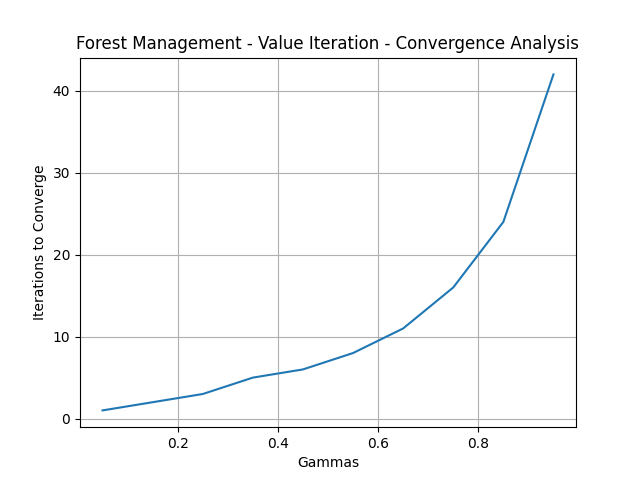 Forest Management - Value Iteration - Convergence Analysis
40
30
20
10
0
Iterations to Converge
0.2 0.4 0.6 0.8
Gammas